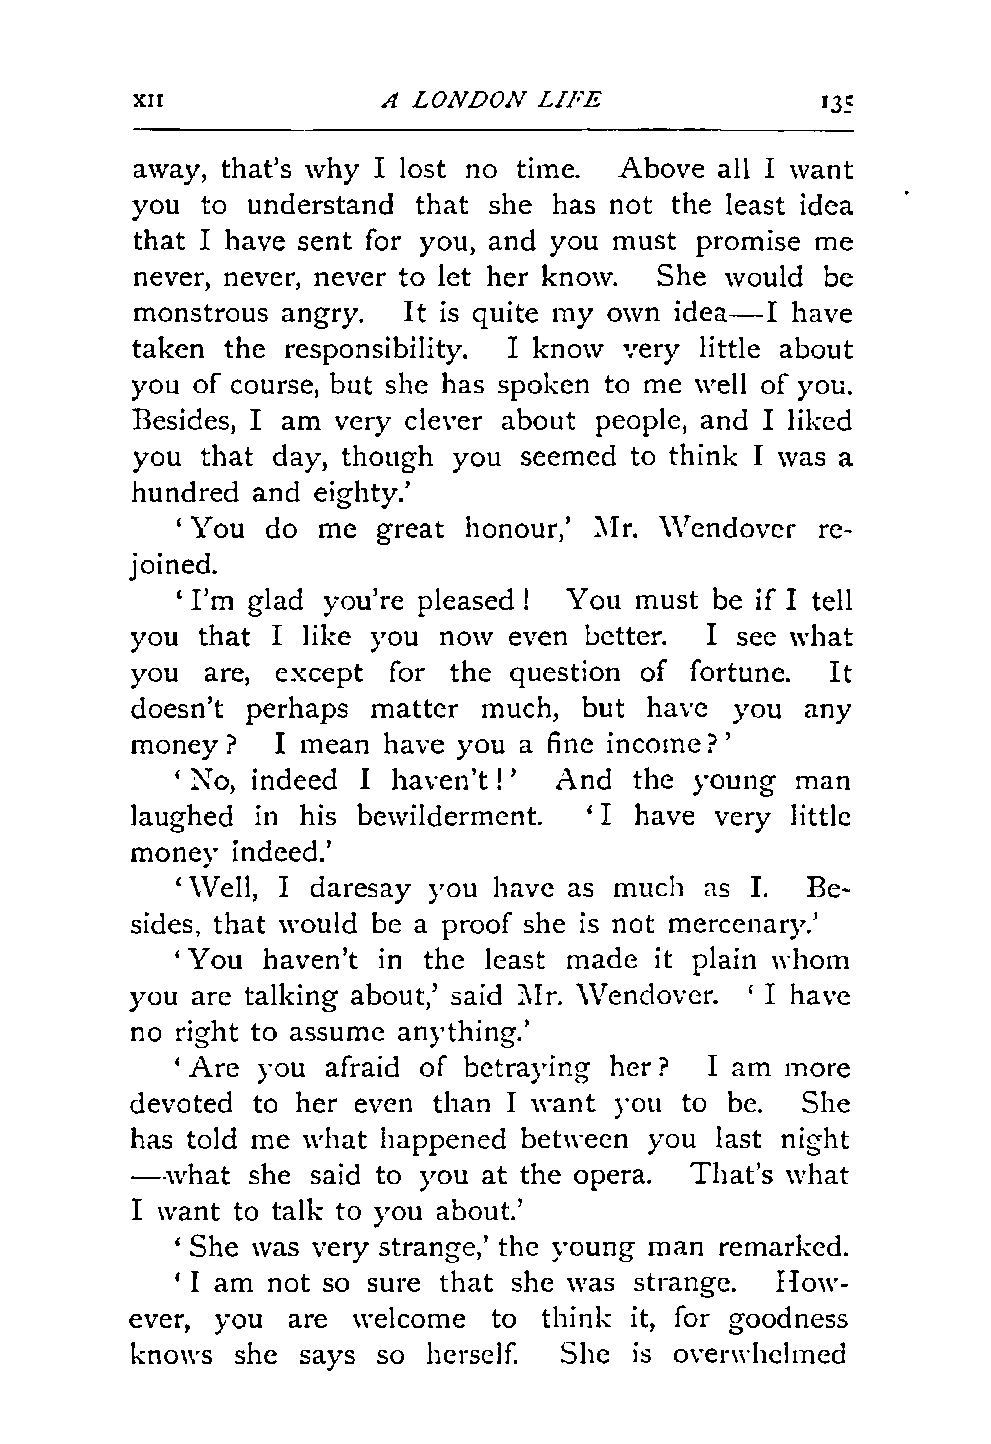 XII A LONDON LIFE 135
away, that's why I lost no time. Above all I want
you to understand that she has not the least idea
that I have sent for you, and you must promise me
never, never, never to let her know. She would be
monstrous angry. It is quite my own idea—I have
taken the responsibility. I know very little about
you of course, but she has spoken to me well of you.
Besides, I am very clever about people, and I liked
you that day, though you seemed to think I was a
hundred and eighty.'
'You do me great honour,' Mr. Wendover re-
joined.
'I'm glad you're pleased! You must be if I tell
you that I like you now even better. I see what
you are, except for the question of fortune. It
doesn't perhaps matter much, but have you any
money? I mean have you a fine income?'
'No, indeed I haven't!' And the young man
laughed in his bewilderment. 'I have very little
money indeed.'
'Well, I daresay you have as much as I. Be-
sides, that would be a proof she is not mercenary.'
'You haven't in the least made it plain whom
you are talking about,' said Mr. Wendover. 'I have
no right to assume anything.'
'Are you afraid of betraying her? I am more
devoted to her even than I want you to be. She
has told me what happened between you last night
—what she said to you at the opera. That's what
I want to talk to you about.'
'She was very strange,' the young man remarked.
'I am not so sure that she was strange. How-
ever, you are welcome to think it, for goodness
knows she says so herself. She is overwhelmed